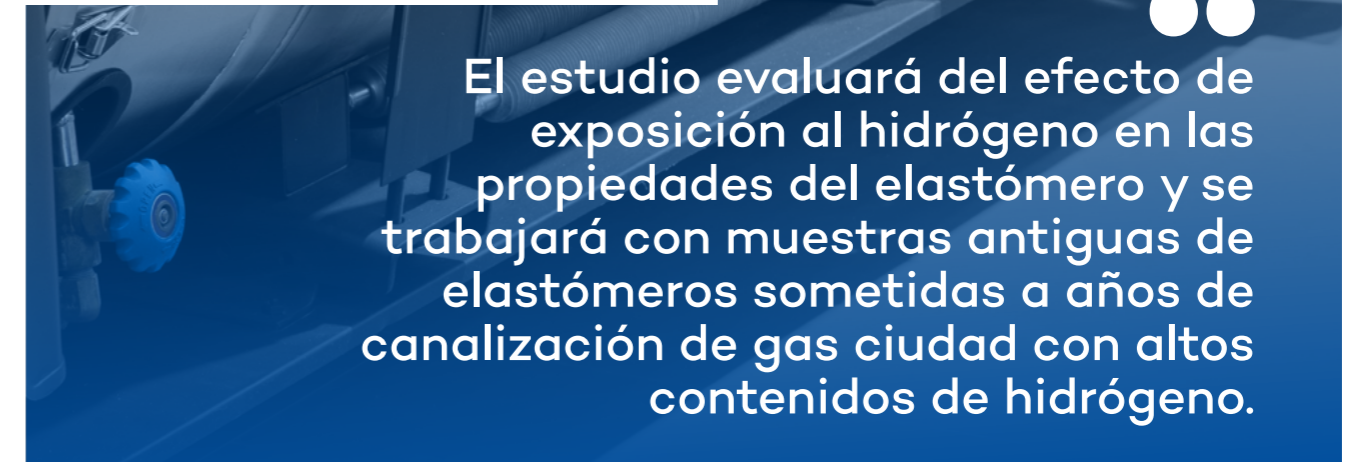 El estudio evaluará del efecto de
exposición al hidrógeno en las
propiedades del elastómero y se
trabajará con muestras antiguas de
elastómeros sometidas a años de
canalización de gas ciudad con altos
contenidos de hidrógeno.